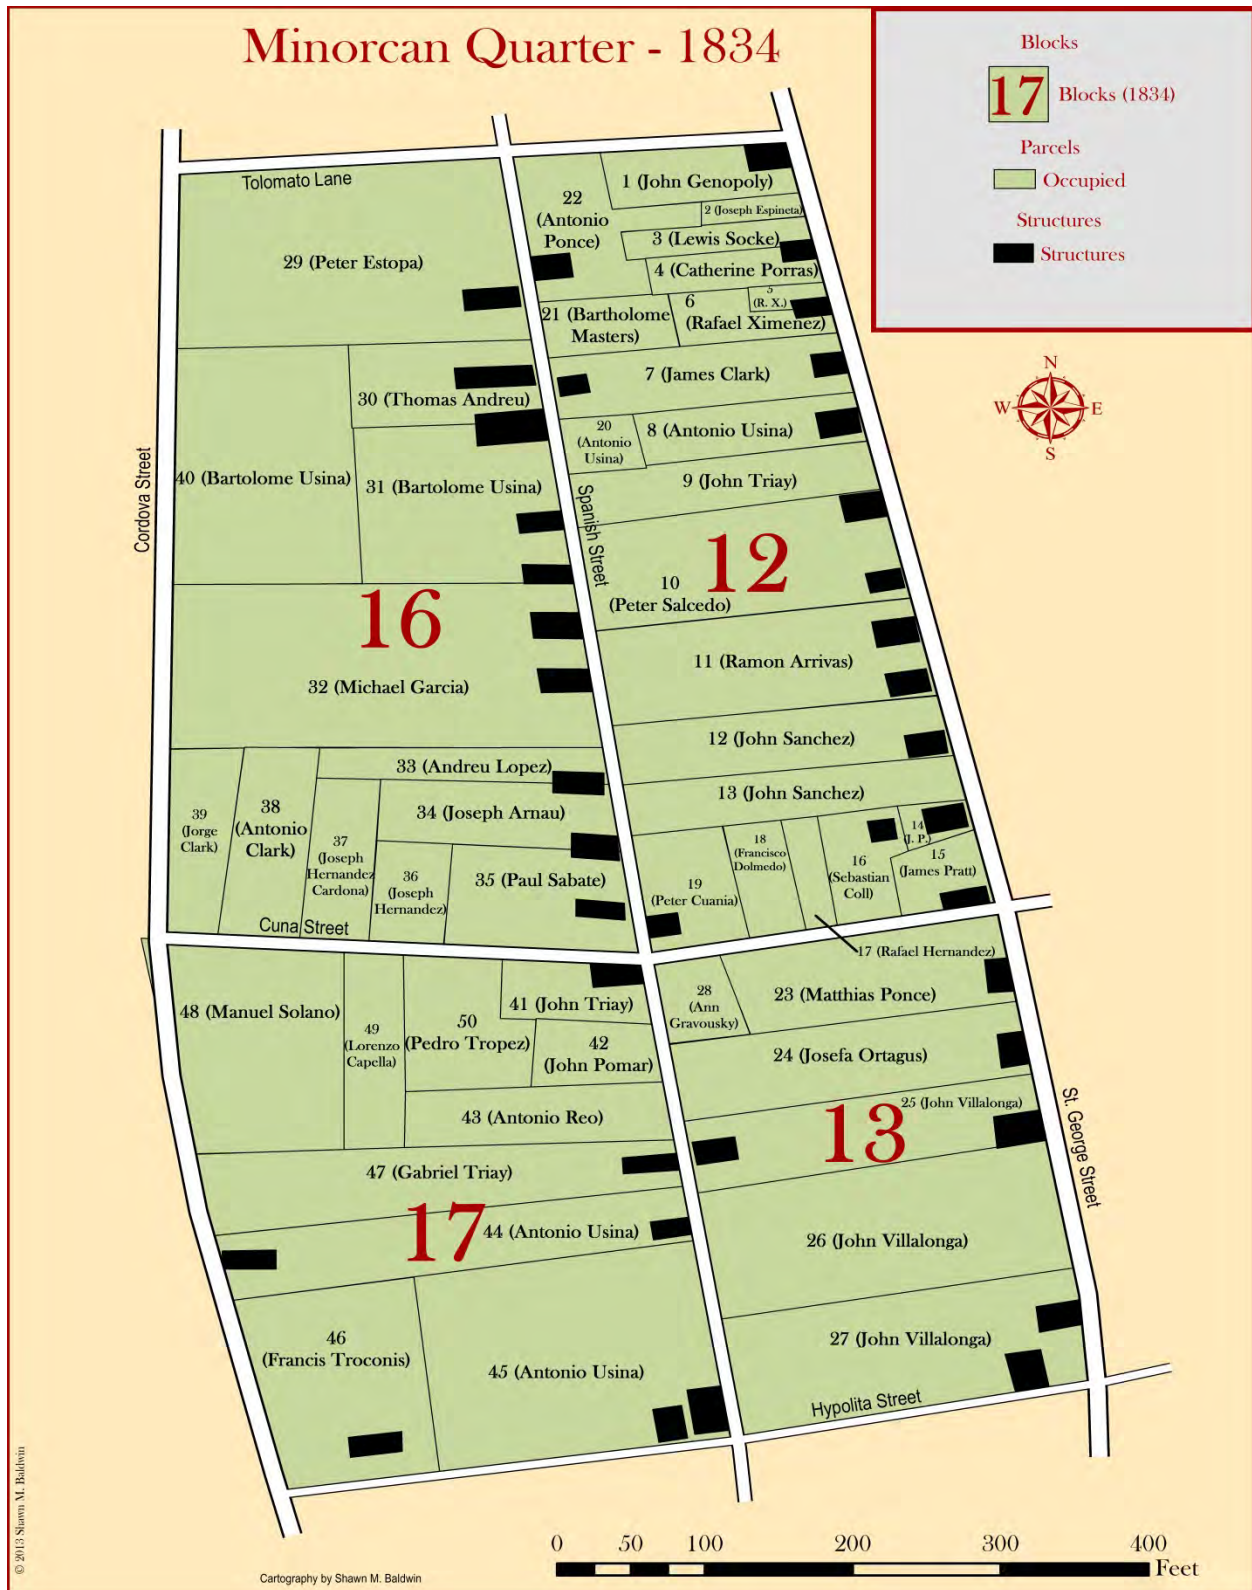 Minorcan Quarter - 1834
Blocks
17
Blocks (1834)
Parcels
Occupied
Structures
Structures
N
W
E
S
Tolomato Lane
Cordova Street
Spanish Street
Cuna Street
St. George Street
Hypolita Street
1 (John Genopoly)
2 (Joseph Espineta)
3 (Lewis Socke)
4 (Catherine Porras)
5
(R. X.)
6
(Rafael Ximenez)
22
(Antonio
Ponce)
21 (Bartholome
Masters)
7 (James Clark)
20
(Antonio
Usina)
8 (Antonio Usina)
9 (John Triay)
12
10
(Peter Salcedo)
11 (Ramon Arrivas)
12 (John Sanchez)
13 (John Sanchez)
14
(J. P.)
15
(James Pratt)
16
(Sebastian
Coll)
17 (Rafael Hernandez)
18
(Francisco
Dolmedo)
19
(Peter Cuania)
29 (Peter Estopa)
30 (Thomas Andreu)
40 (Bartolome Usina)
31 (Bartolome Usina)
16
32 (Michael Garcia)
33 (Andreu Lopez)
34 (Joseph Arnau)
35 (Paul Sabate)
36
(Joseph
Hernandez)
37
(Joseph
Hernandez
Cardona)
38
(Antonio
Clark)
39
(Jorge
Clark)
28
(Ann
Gravousky)
23 (Matthias Ponce)
24 (Josefa Ortagus)
25 (John Villalonga)
13
26 (John Villalonga)
27 (John Villalonga)
48 (Manuel Solano)
49
(Lorenzo
Capella)
50
(Pedro Tropez)
41 (John Triay)
42
(John Pomar)
43 (Antonio Reo)
47 (Gabriel Triay)
17
44 (Antonio Usina)
46
(Francis Troconis)
45 (Antonio Usina)
© 2013 Shawn M. Baldwin
Cartography by Shawn M. Baldwin
0 50 100 200 300 400
Feet